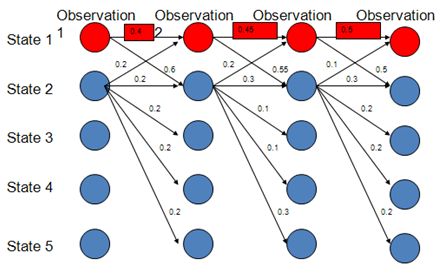 Observation 1
Observation 2
Observation
Observation
State 1
0.4
0.45
0.5
0.2
0.6
0.2
0.55
0.1
0.5
State 2
0.2
0.3
0.3
0.2
0.1
0.2
State 3
0.2
0.1
0.2
State 4
0.2
0.3
0.2
State 5